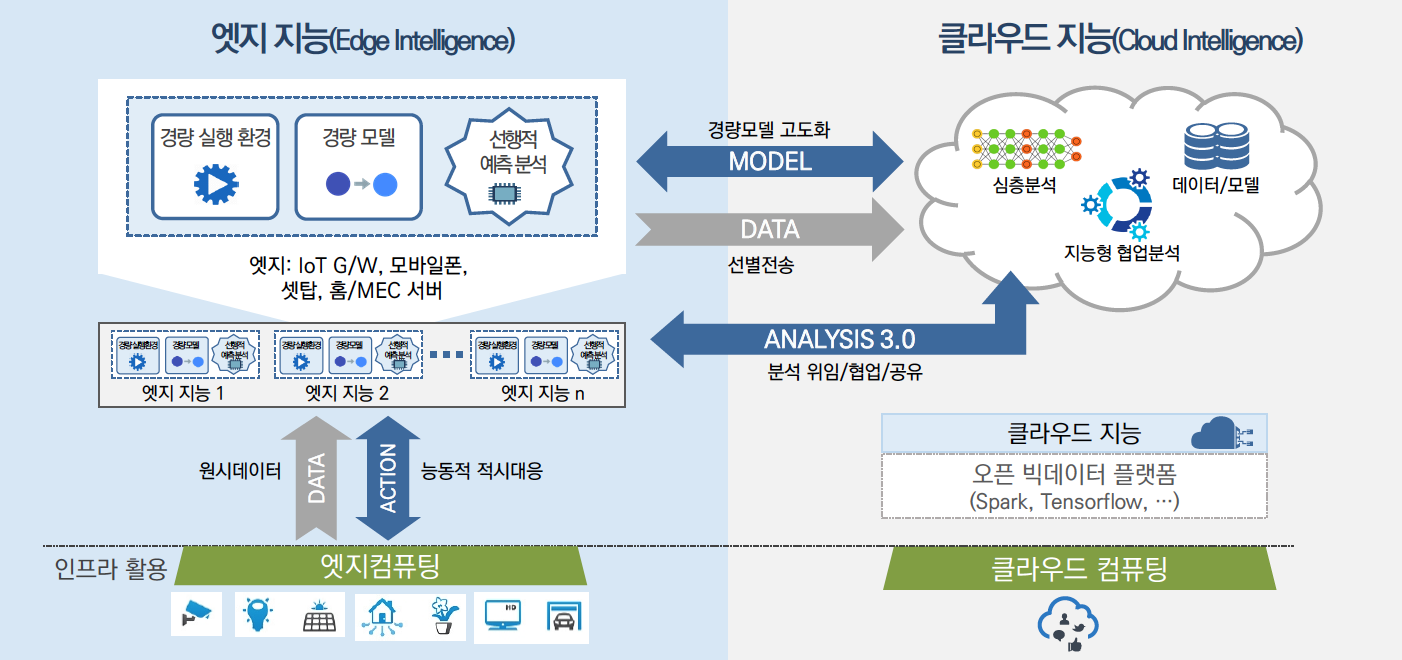 엣지 지능(Edge Intelligence)
경량 실행 환경
경량 모델
선행적
예측 분석
엣지: IoT G/W, 모바일폰,
셋탑, 홈/MEC 서버
경량 실행환경
경량 모델
선행적
예측 분석
엣지 지능 1
경량 실행환경
경량 모델
선행적
예측 분석
엣지 지능 2
경량 실행환경
경량 모델
선행적
예측 분석
엣지 지능 n
원시데이터
DATA
ACTION
능동적 적시대응
인프라 활용
엣지컴퓨팅
HD
경량모델 고도화
MODEL
DATA
선별전송
ANALYSIS 3.0
분석 위임/협업/공유
클라우드 지능(Cloud Intelligence)
심층분석
데이터/모델
지능형 협업분석
클라우드 지능
오픈 빅데이터 플랫폼
(Spark, Tensorflow, ⋯)
클라우드 컴퓨팅